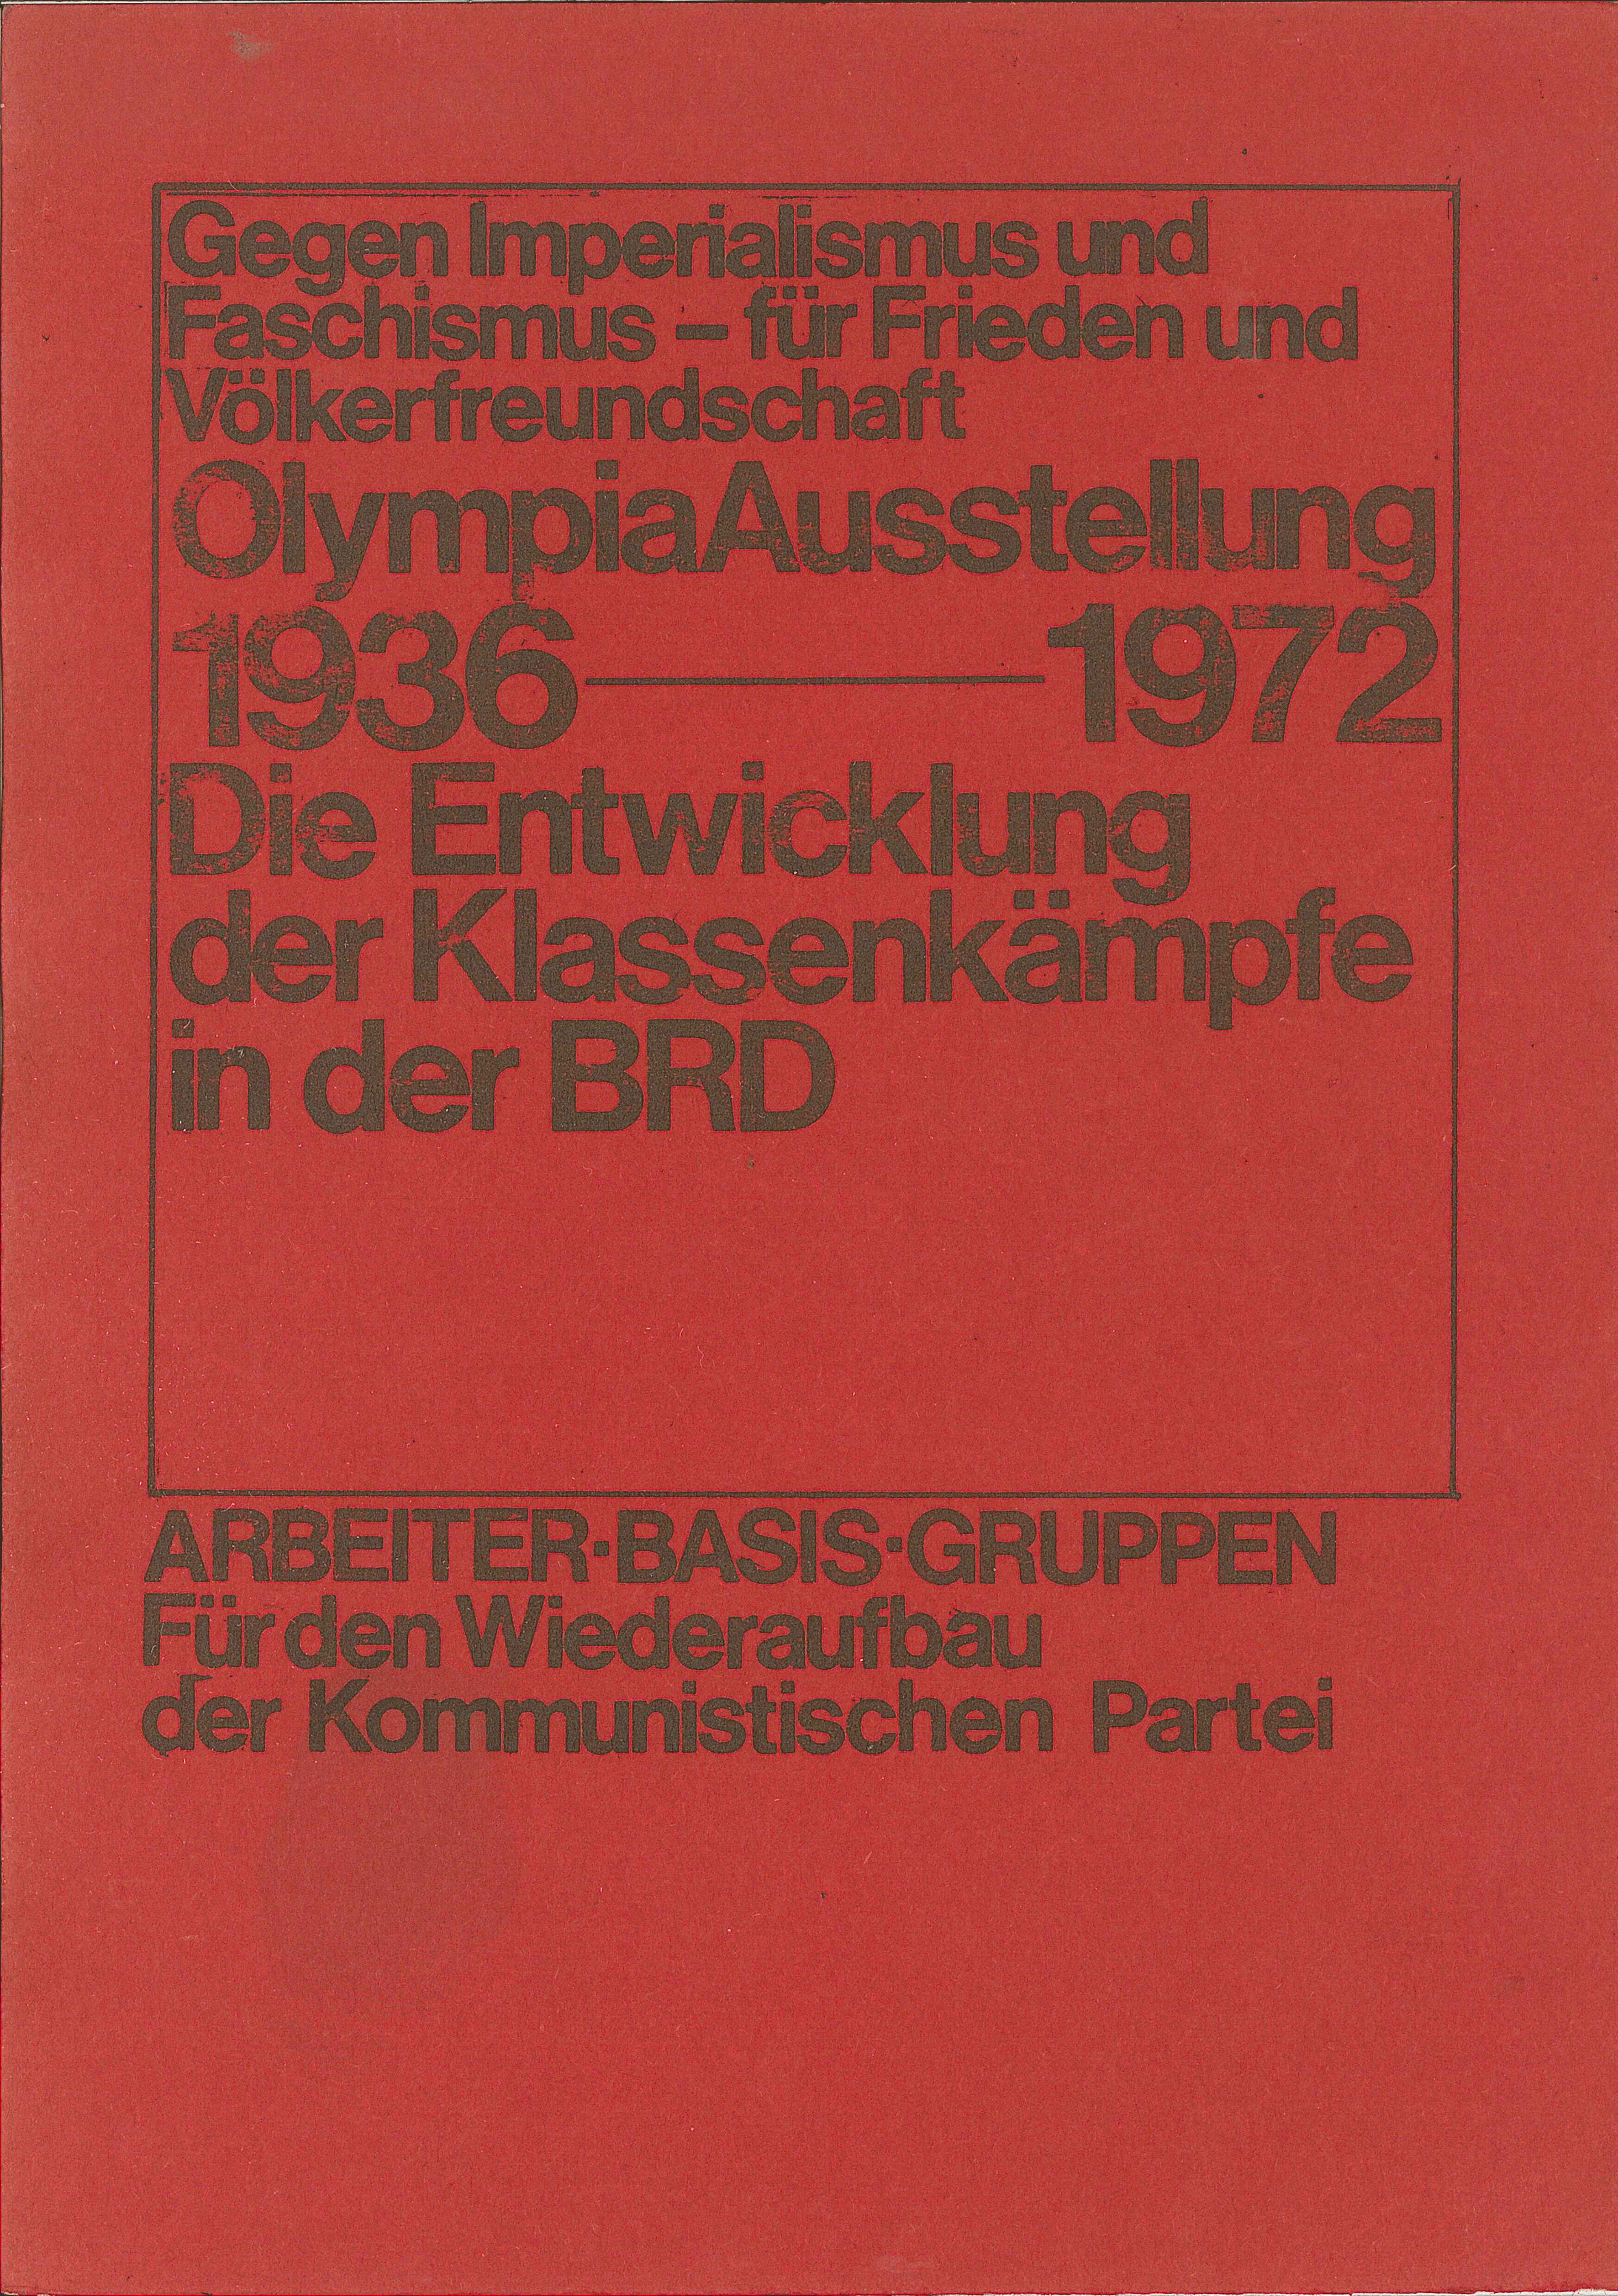 Gegen Imperialismus und
Faschismus – für Frieden und
Völkerfreundschaft
OlympiaAusstellung
1936 — 1972
Die Entwicklung
der Klassenkämpfe
in der BRD
ARBEITER·BASIS·GRUPPEN
Für den Wiederaufbau
der Kommunistischen Partei